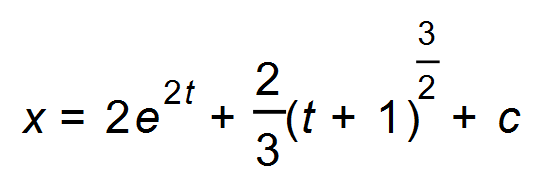 x = 2e^{2t} + \frac{2}{3}(t + 1)^{\frac{3}{2}} + c